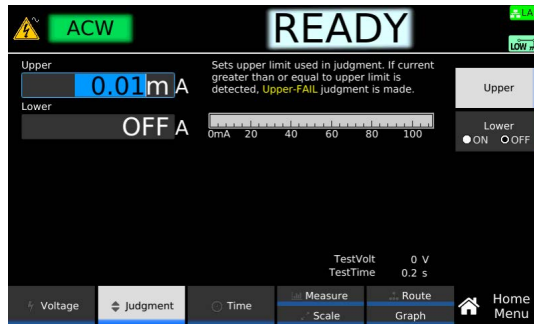 ACW
READY
LA
LOW
Upper
0.01m A
Lower
OFF A
Sets upper limit used in judgment. If current
greater than or equal to upper limit is
detected, Upper-FAIL judgment is made.
0mA 20 40 60 80 100
Upper
Lower
ON OFF
TestVolt 0 V
TestTime 0.2 s
Voltage
Judgment
Time
Measure
Scale
Route
Graph
Home
Menu